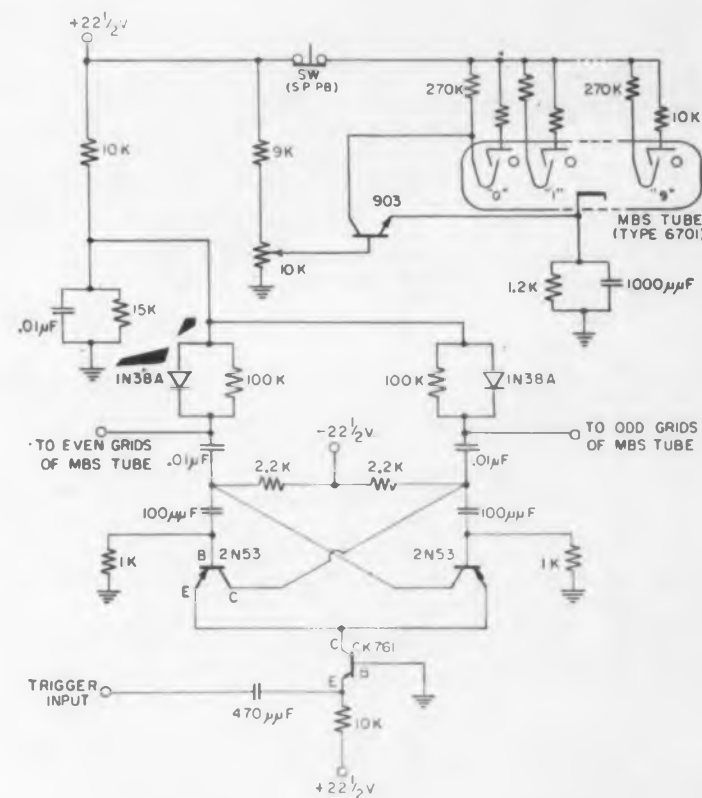 +22½V
SW
(SPPB)
270K
270K
10K
10K
9K
"0"
"1"
"9"
903
MBS TUBE
(TYPE 6701)
10K
1.2K
1000μμF
.01μF
15K
1N38A
100K
100K
1N38A
TO EVEN GRIDS
OF MBS TUBE
-22½V
TO ODD GRIDS
OF MBS TUBE
.01μF
2.2K
2.2K
.01μF
100μμF
100μμF
1K
B
2N53
2N53
1K
E
C
C
CK761
B
E
TRIGGER
INPUT
470μμF
10K
+22½V